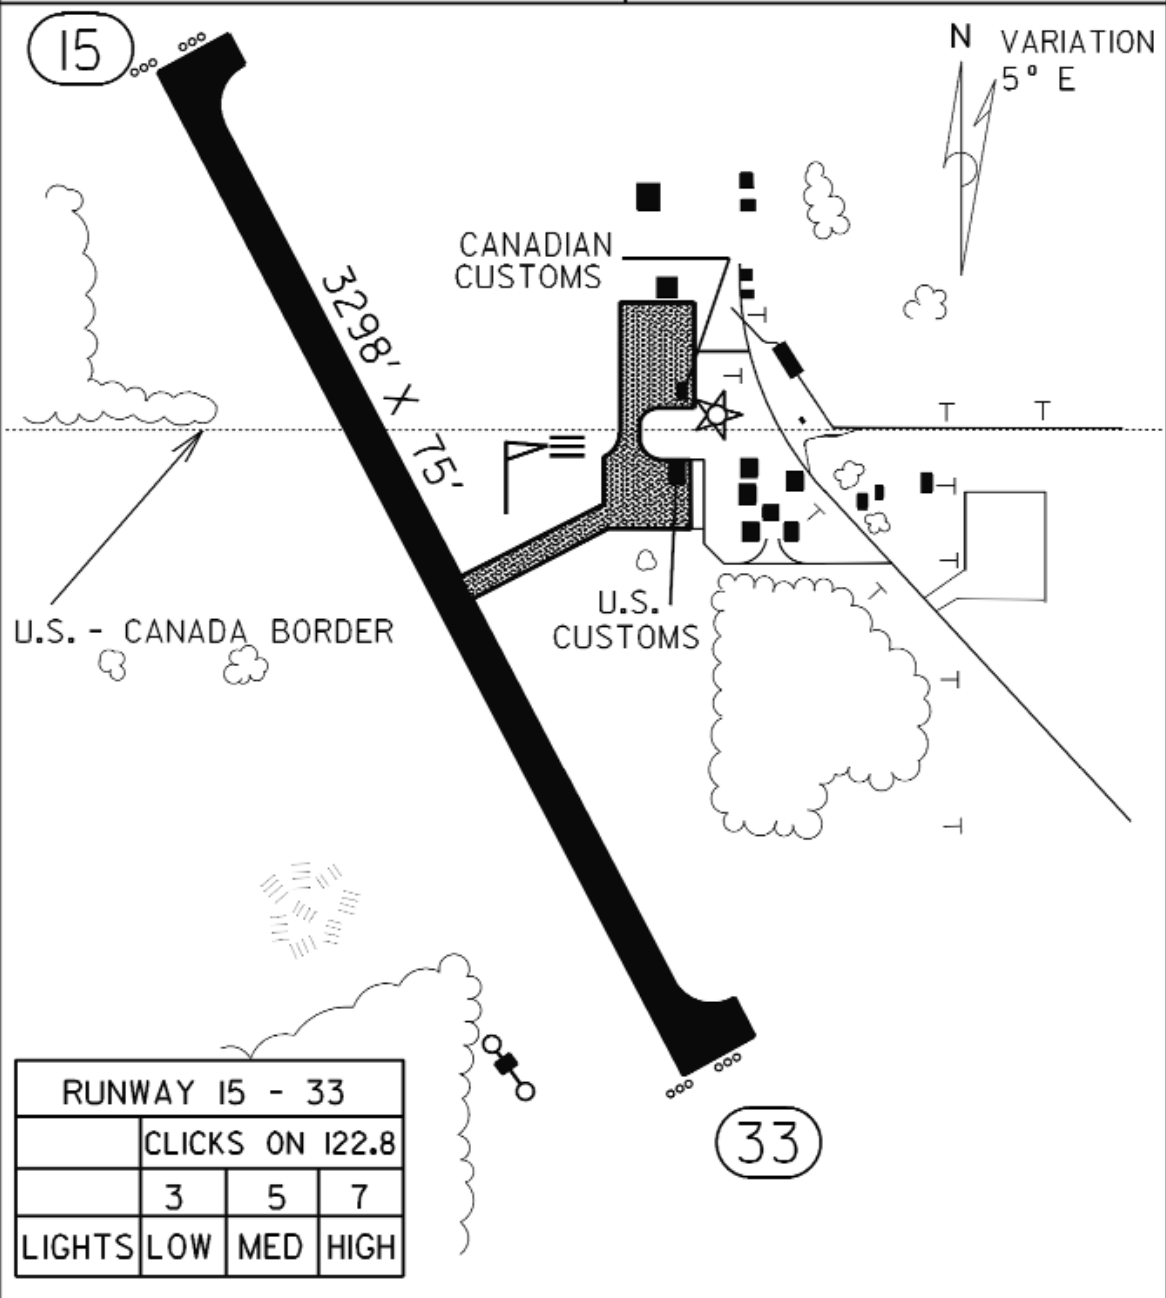 15
N VARIATION
5° E
CANADIAN
CUSTOMS
3298' X 75'
U.S. - CANADA BORDER
U.S.
CUSTOMS
RUNWAY 15 - 33
CLICKS ON 122.8
3 5 7
LIGHTS LOW MED HIGH
33